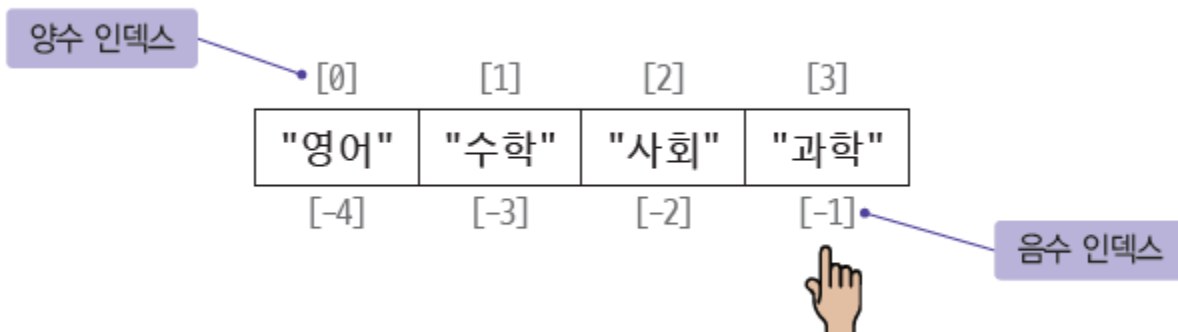 양수 인덱스
[0] [1] [2] [3]
"영어" "수학" "사회" "과학"
[-4] [-3] [-2] [-1]
음수 인덱스